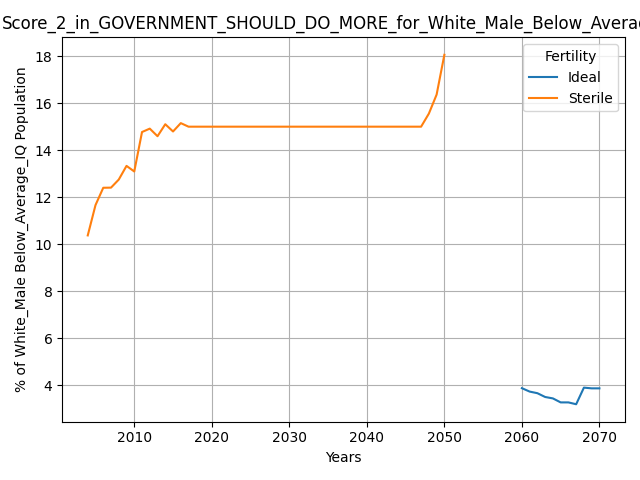 Score_2_in_GOVERNMENT_SHOULD_DO_MORE_for_White_Male_Below_Avera
% of White_Male Below_Average_IQ Population
18
16
14
12
10
8
6
4
Fertility
Ideal
Sterile
2010 2020 2030 2040 2050 2060 2070
Years